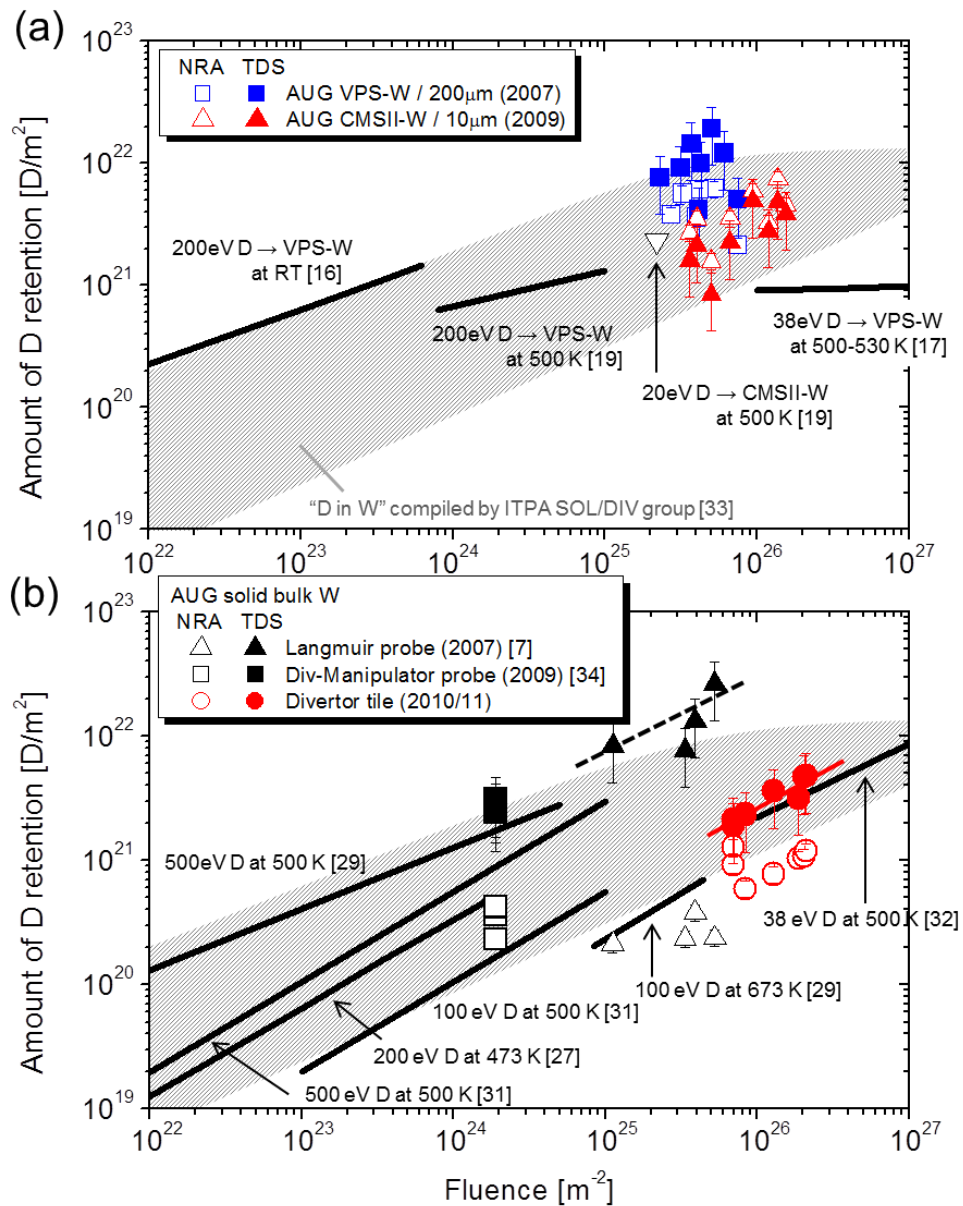 (a)
10^23
10^22
10^21
10^20
10^19
Amount of D retention [D/m^2]
NRA TDS
AUG VPS-W / 200μm (2007)
AUG CMSII-W / 10μm (2009)
200eV D → VPS-W
at RT [16]
200eV D → VPS-W
at 500 K [19]
38eV D → VPS-W
at 500-530 K [17]
20eV D → CMSII-W
at 500 K [19]
"D in W" compiled by ITPA SOL/DIV group [33]
10^22 10^23 10^24 10^25 10^26 10^27
(b)
10^23
10^22
10^21
10^20
10^19
Amount of D retention [D/m^2]
AUG solid bulk W
NRA TDS
Langmuir probe (2007) [7]
Div-Manipulator probe (2009) [34]
Divertor tile (2010/11)
500eV D at 500K [29]
38 eV D at 500K [32]
100 eV D at 673K [29]
100 eV D at 500K [31]
200 eV D at 473K [27]
500 eV D at 500K [31]
10^22 10^23 10^24 10^25 10^26 10^27
Fluence [m^-2]